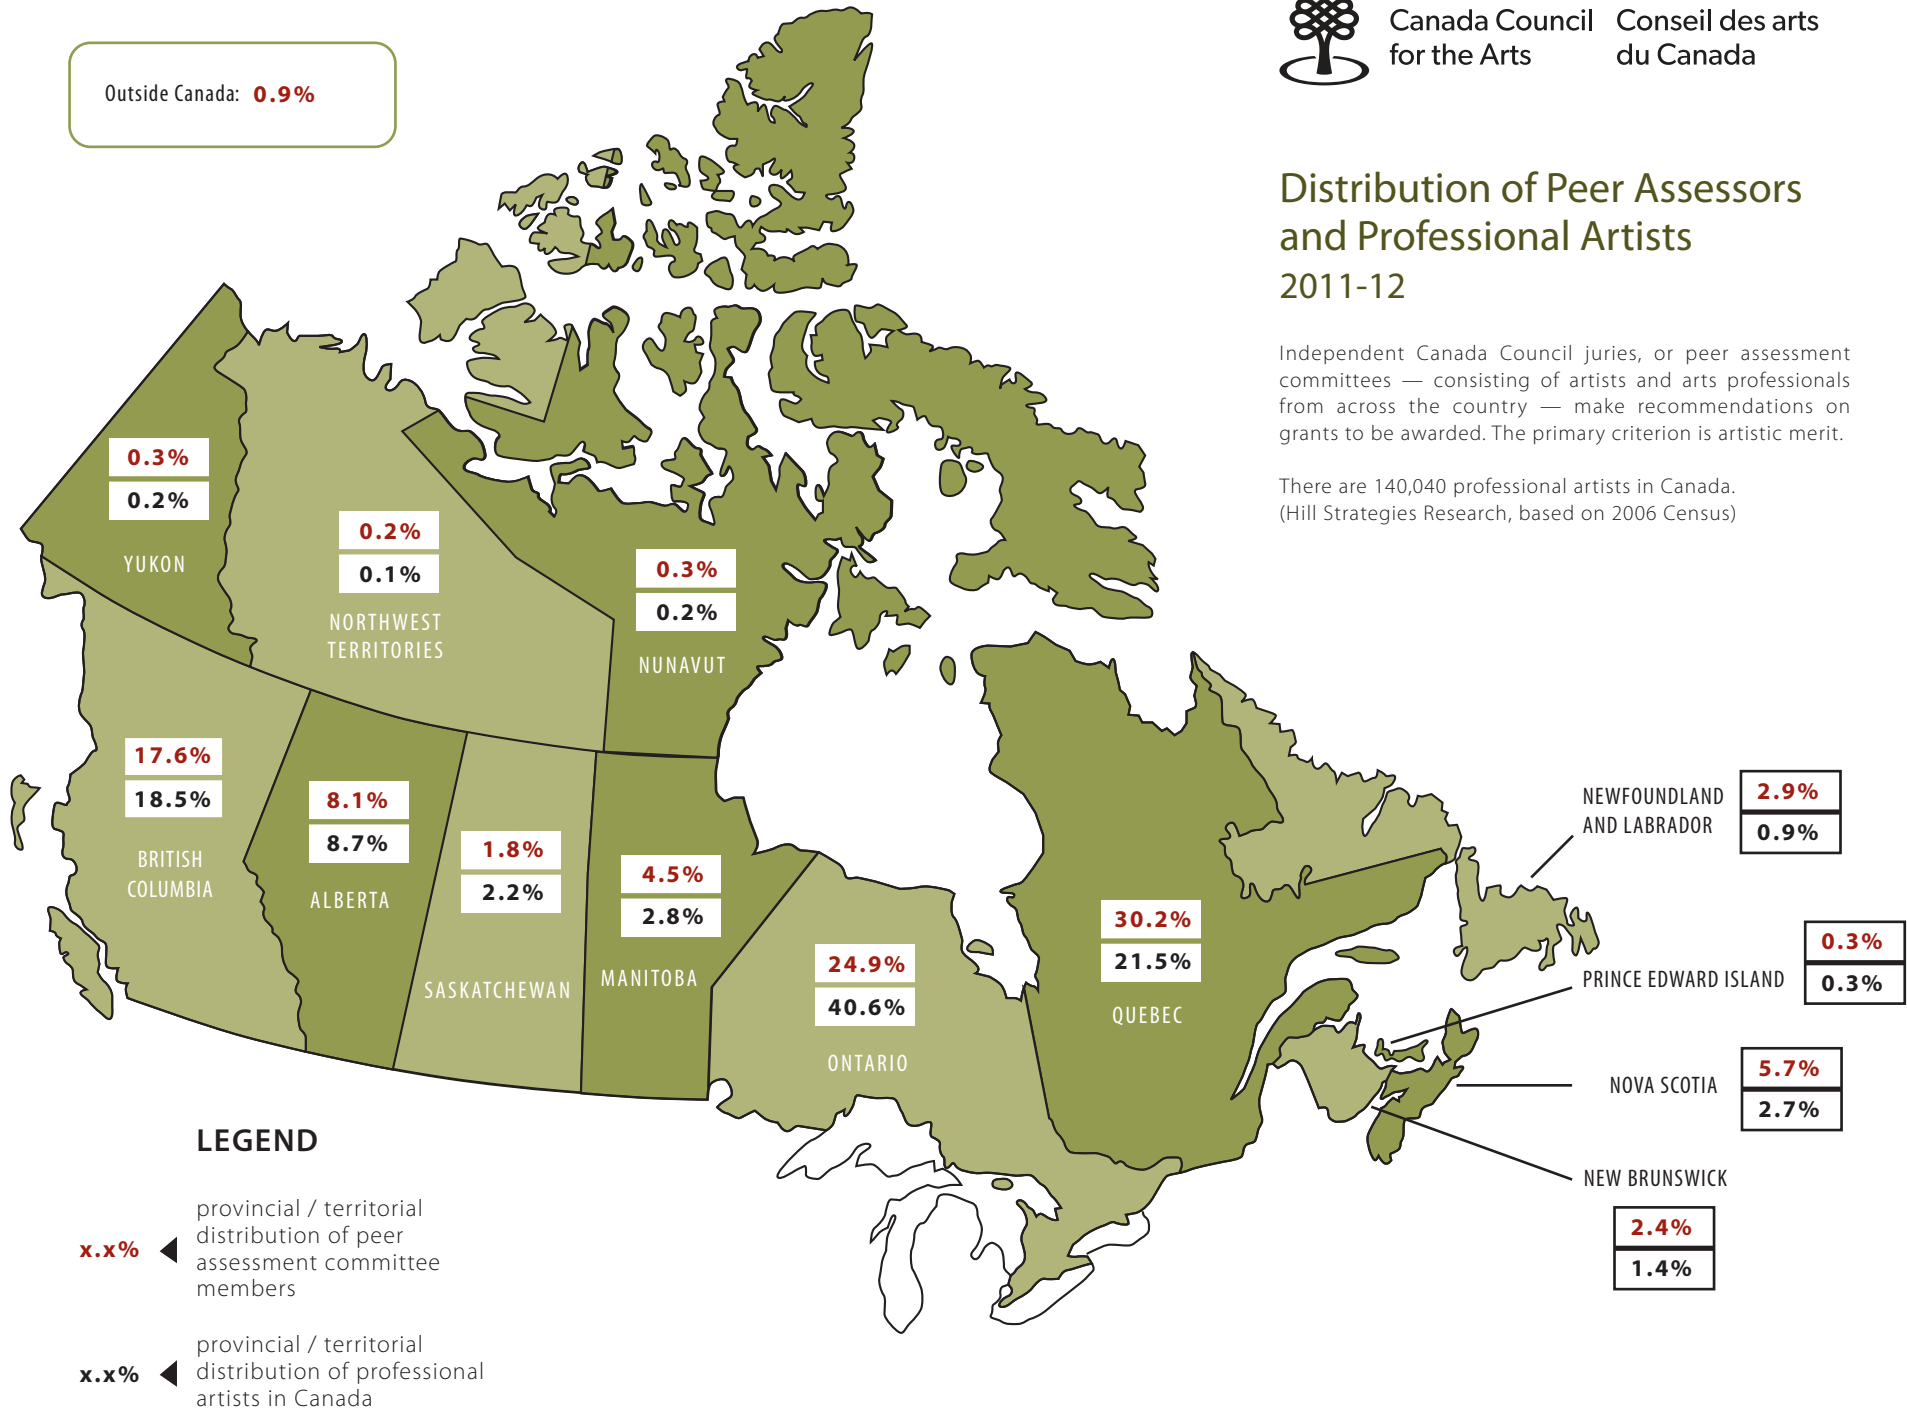 Canada Council
for the Arts
Conseil des arts
du Canada
Outside Canada: 0.9%
Distribution of Peer Assessors
and Professional Artists
2011-12
Independent Canada Council juries, or peer assessment
committees — consisting of artists and arts professionals
from across the country — make recommendations on
grants to be awarded. The primary criterion is artistic merit.
There are 140,040 professional artists in Canada.
(Hill Strategies Research, based on 2006 Census)
0.3%
0.2%
YUKON
0.2%
0.1%
NORTHWEST
TERRITORIES
0.3%
0.2%
NUNAVUT
17.6%
18.5%
BRITISH
COLUMBIA
8.1%
8.7%
ALBERTA
1.8%
2.2%
SASKATCHEWAN
4.5%
2.8%
MANITOBA
24.9%
40.6%
ONTARIO
30.2%
21.5%
QUEBEC
NEWFOUNDLAND
AND LABRADOR
2.9%
0.9%
PRINCE EDWARD ISLAND
0.3%
0.3%
NOVA SCOTIA
5.7%
2.7%
NEW BRUNSWICK
2.4%
1.4%
LEGEND
x.x%
provincial / territorial
distribution of peer
assessment committee
members
x.x%
provincial / territorial
distribution of professional
artists in Canada